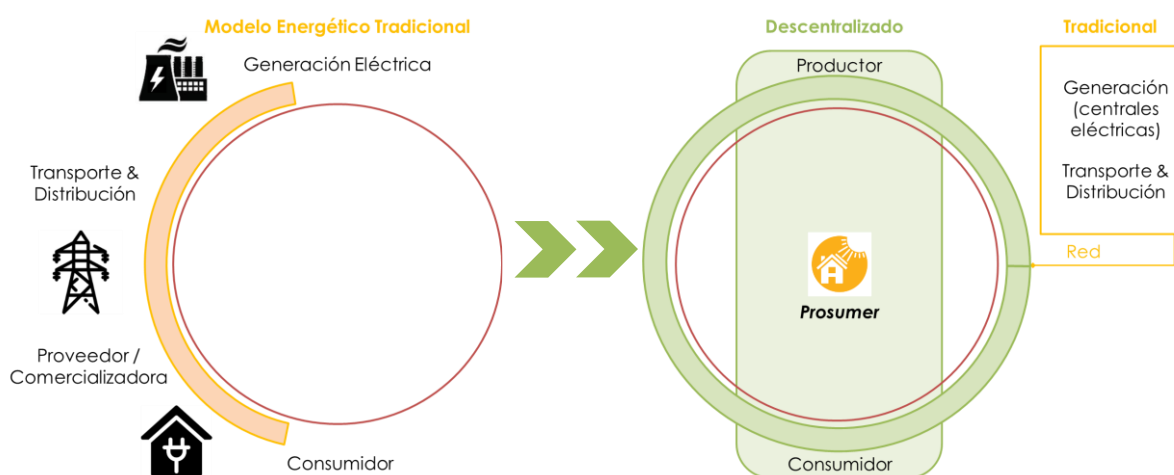 Modelo Energético Tradicional
Generación Eléctrica
Transporte &
Distribución
Proveedor /
Comercializadora
Consumidor
Descentralizado
Productor
Prosumer
Consumidor
Tradicional
Generación
(centrales
eléctricas)
Transporte &
Distribución
Red